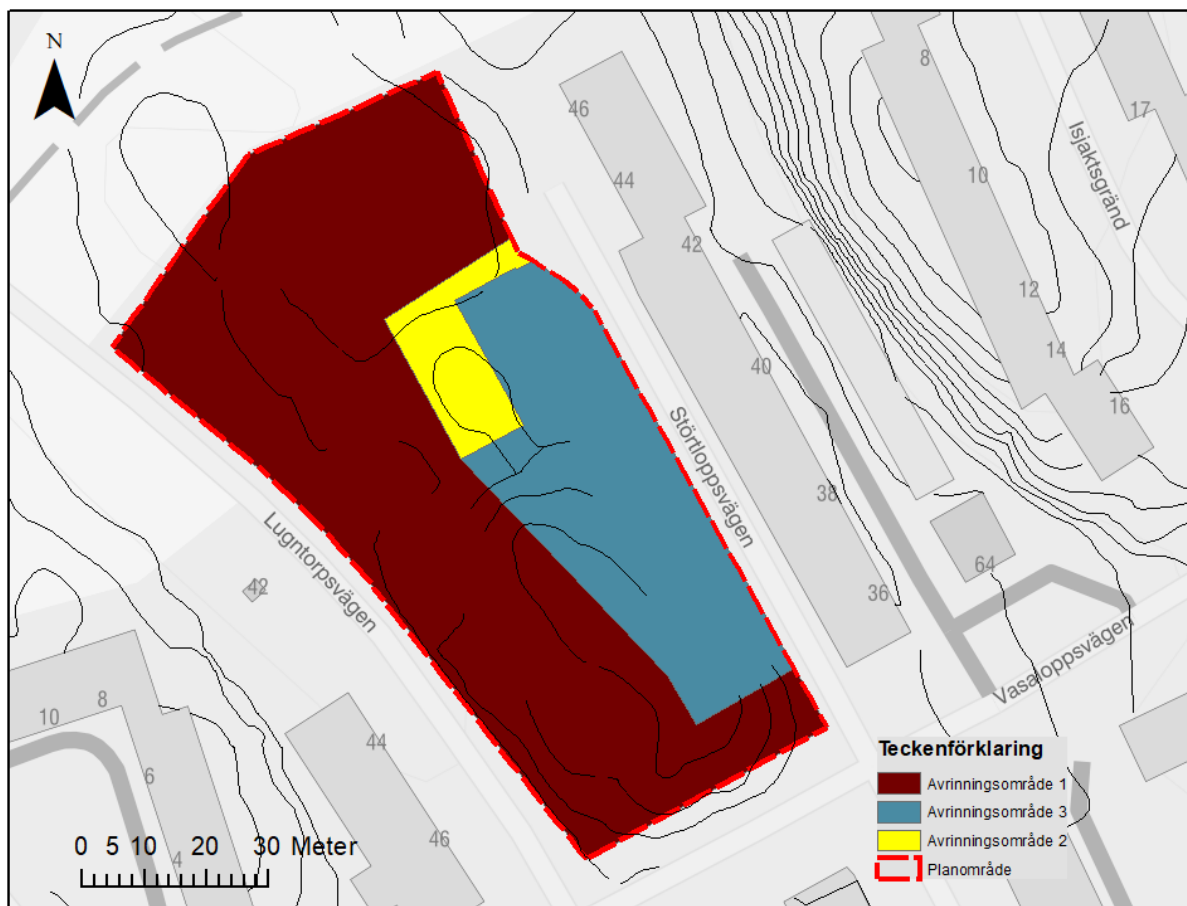 N
46
44
42
40
38
36
8
10
12
14
16
17
Isjaktsgränd
Störtloppsvägen
64
Vasaloppsvägen
Lugntorpsvägen
42
44
46
10
8
6
4
0 5 10 20 30 Meter
Teckenförklaring
Avrinningsområde 1
Avrinningsområde 3
Avrinningsområde 2
Planområde